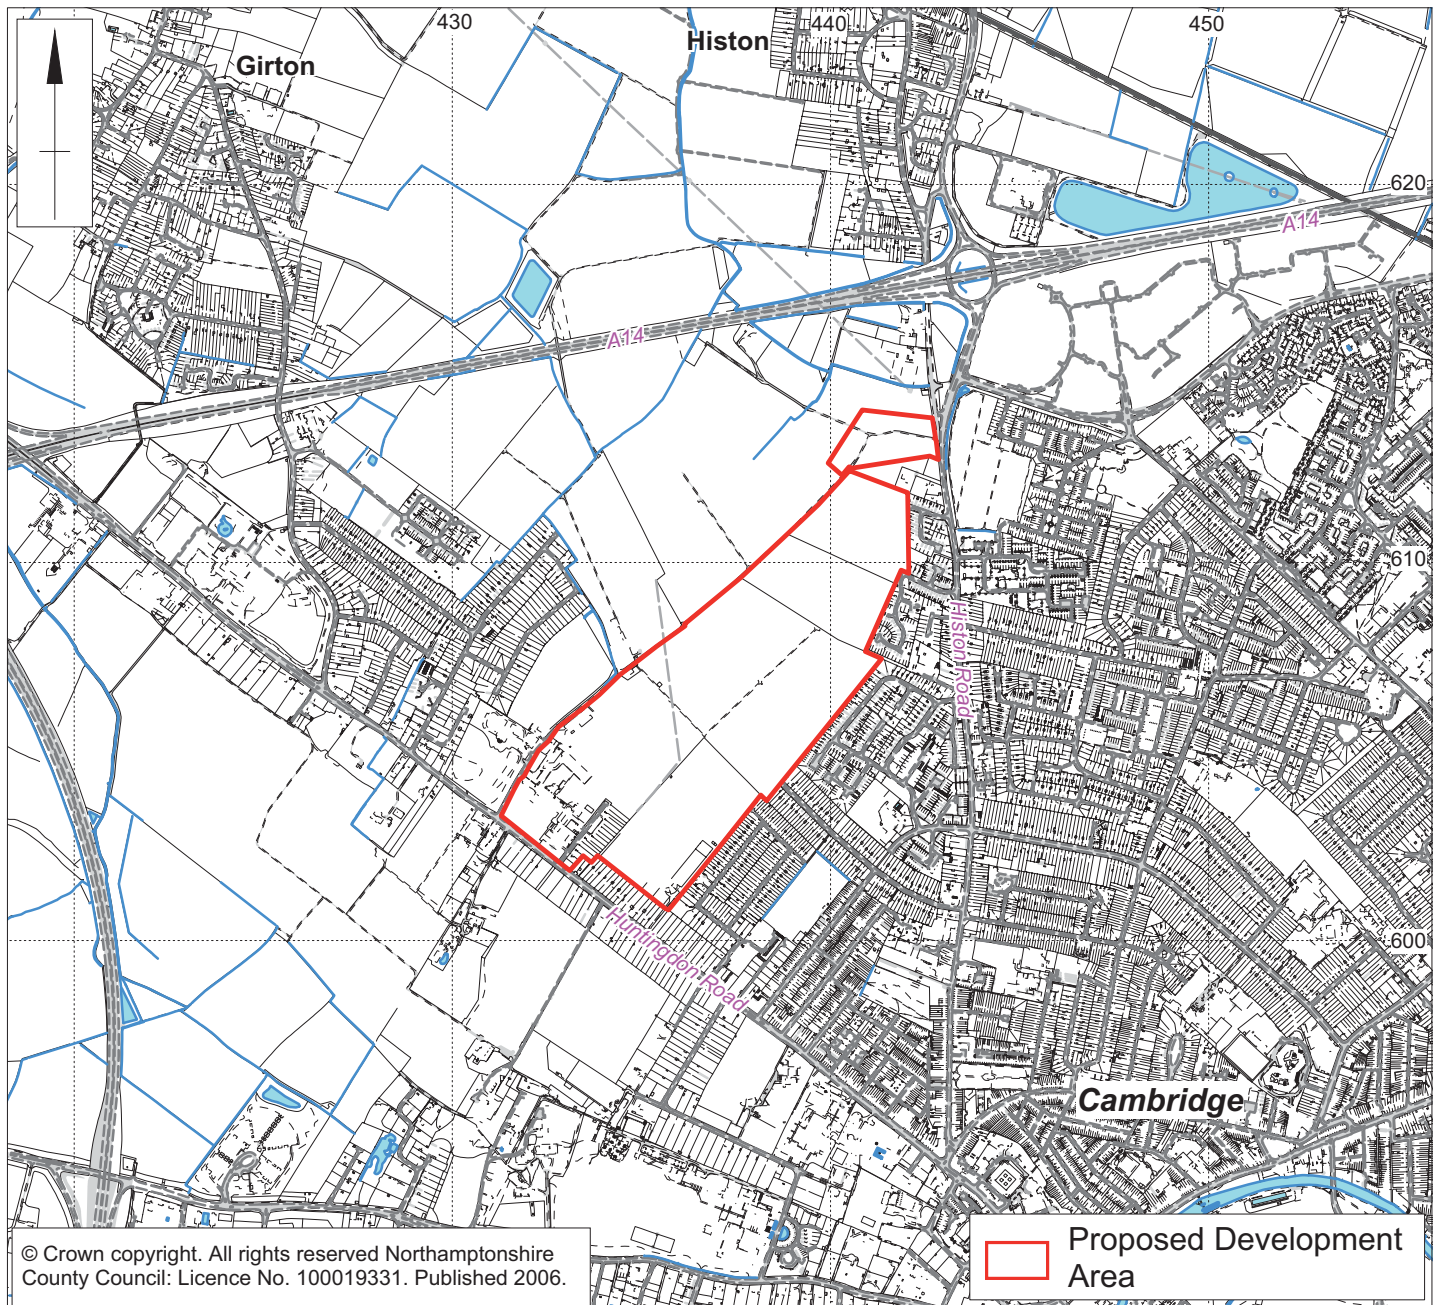 430
440
450
Histon
Girton
620
A14
A14
610
Histon Road
600
Huntingdon Road
Cambridge
© Crown copyright. All rights reserved Northamptonshire
County Council: Licence No. 100019331. Published 2006.
Proposed Development
Area